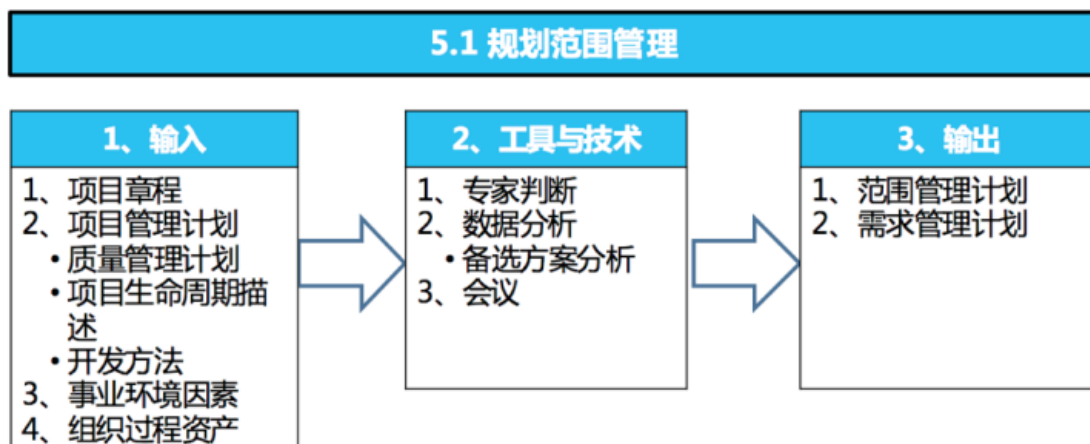 5.1 规划范围管理
1、输入
1、项目章程
2、项目管理计划
•质量管理计划
•项目生命周期描
述
•开发方法
3、事业环境因素
4、组织过程资产
2、工具与技术
1、专家判断
2、数据分析
•备选方案分析
3、会议
3、输出
1、范围管理计划
2、需求管理计划